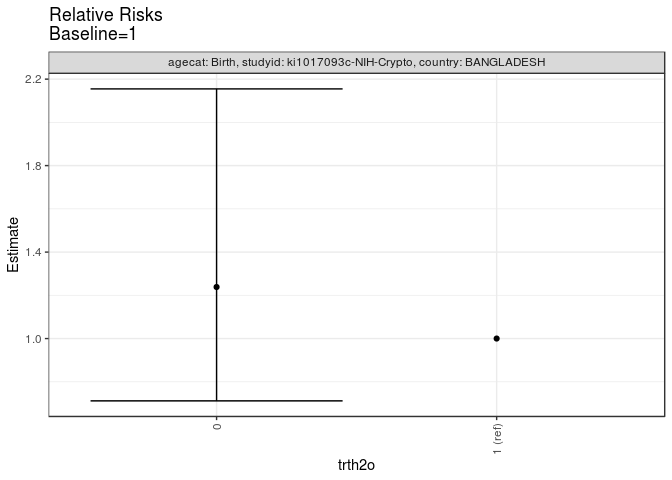 Relative Risks
Baseline=1
agecat: Birth, studyid: ki1017093c-NIH-Crypto, country: BANGLADESH
2.2
1.8
1.4
1.0
Estimate
0
1 (ref)
trth2o